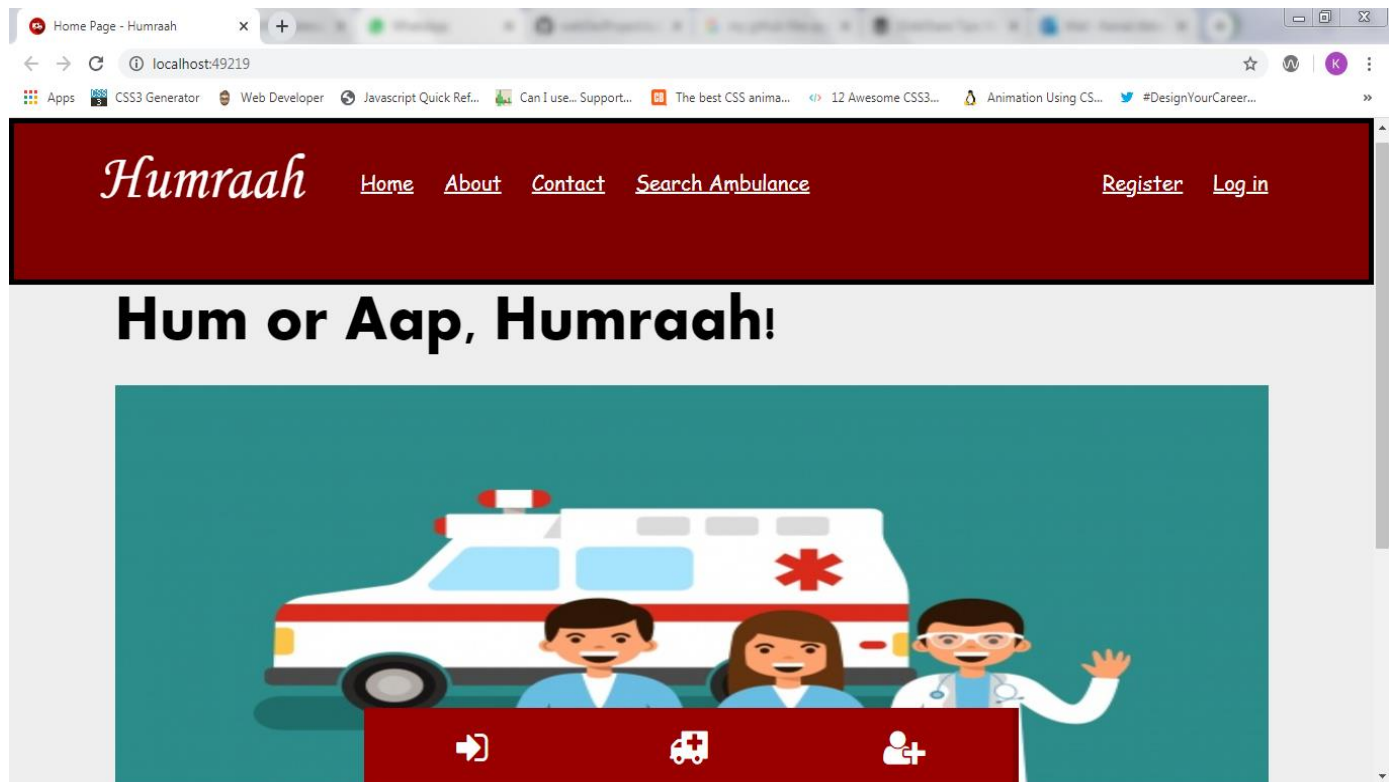 Home Page - Humraah
localhost:49219
K
Apps CSS3 Generator Web Developer Javascript Quick Ref... Can I use... Support... The best CSS anima... 12 Awesome CSS3... Animation Using CS... #DesignYourCareer...
Humraah Home About Contact Search Ambulance Register Log in
Hum or Aap, Humraah!